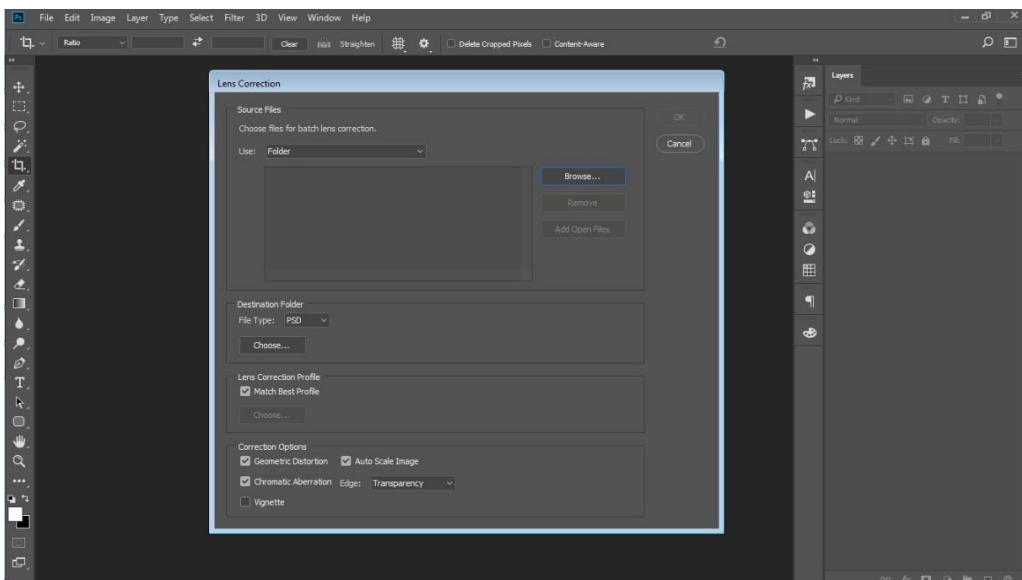 Ps File Edit Image Layer Type Select Filter 3D View Window Help
Ratio Clear Straighten Delete Cropped Pixels Content-Aware
Lens Correction
Source Files
Choose files for batch lens correction.
Use: Folder
Browse...
Remove
Add Open Files
OK
Cancel
Destination Folder
File Type: PSD
Choose...
Lens Correction Profile
Match Best Profile
Choose...
Correction Options
Geometric Distortion Auto Scale Image
Chromatic Aberration Edge: Transparency
Vignette
Layers
Kind
Normal Opacity:
Lock: Fill: